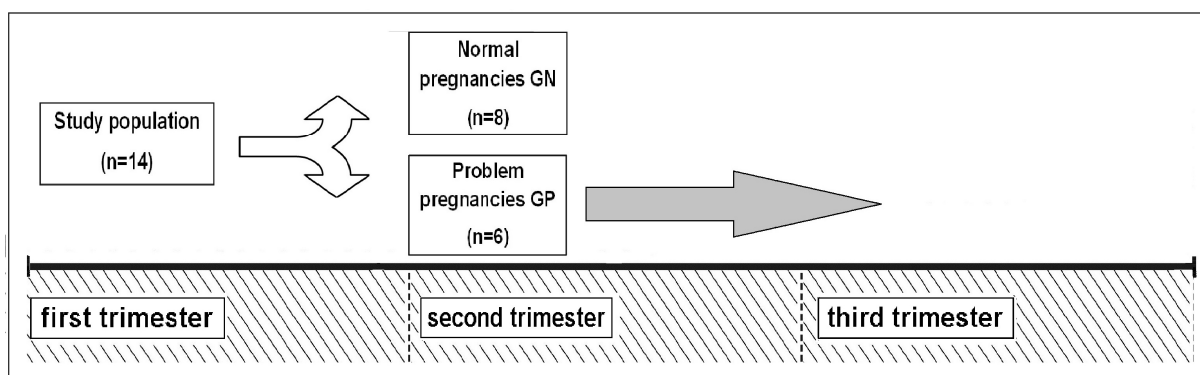 Study population
(n=14)
Normal
pregnancies GN
(n=8)
Problem
pregnancies GP
(n=6)
first trimester
second trimester
third trimester